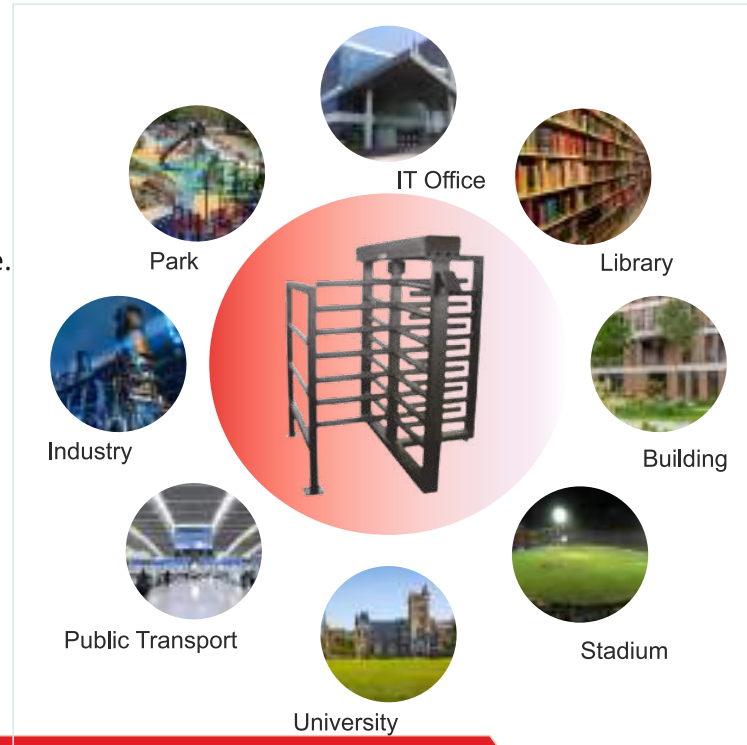 IT Office
Park
Library
e.
Industry
Building
Public Transport
Stadium
University